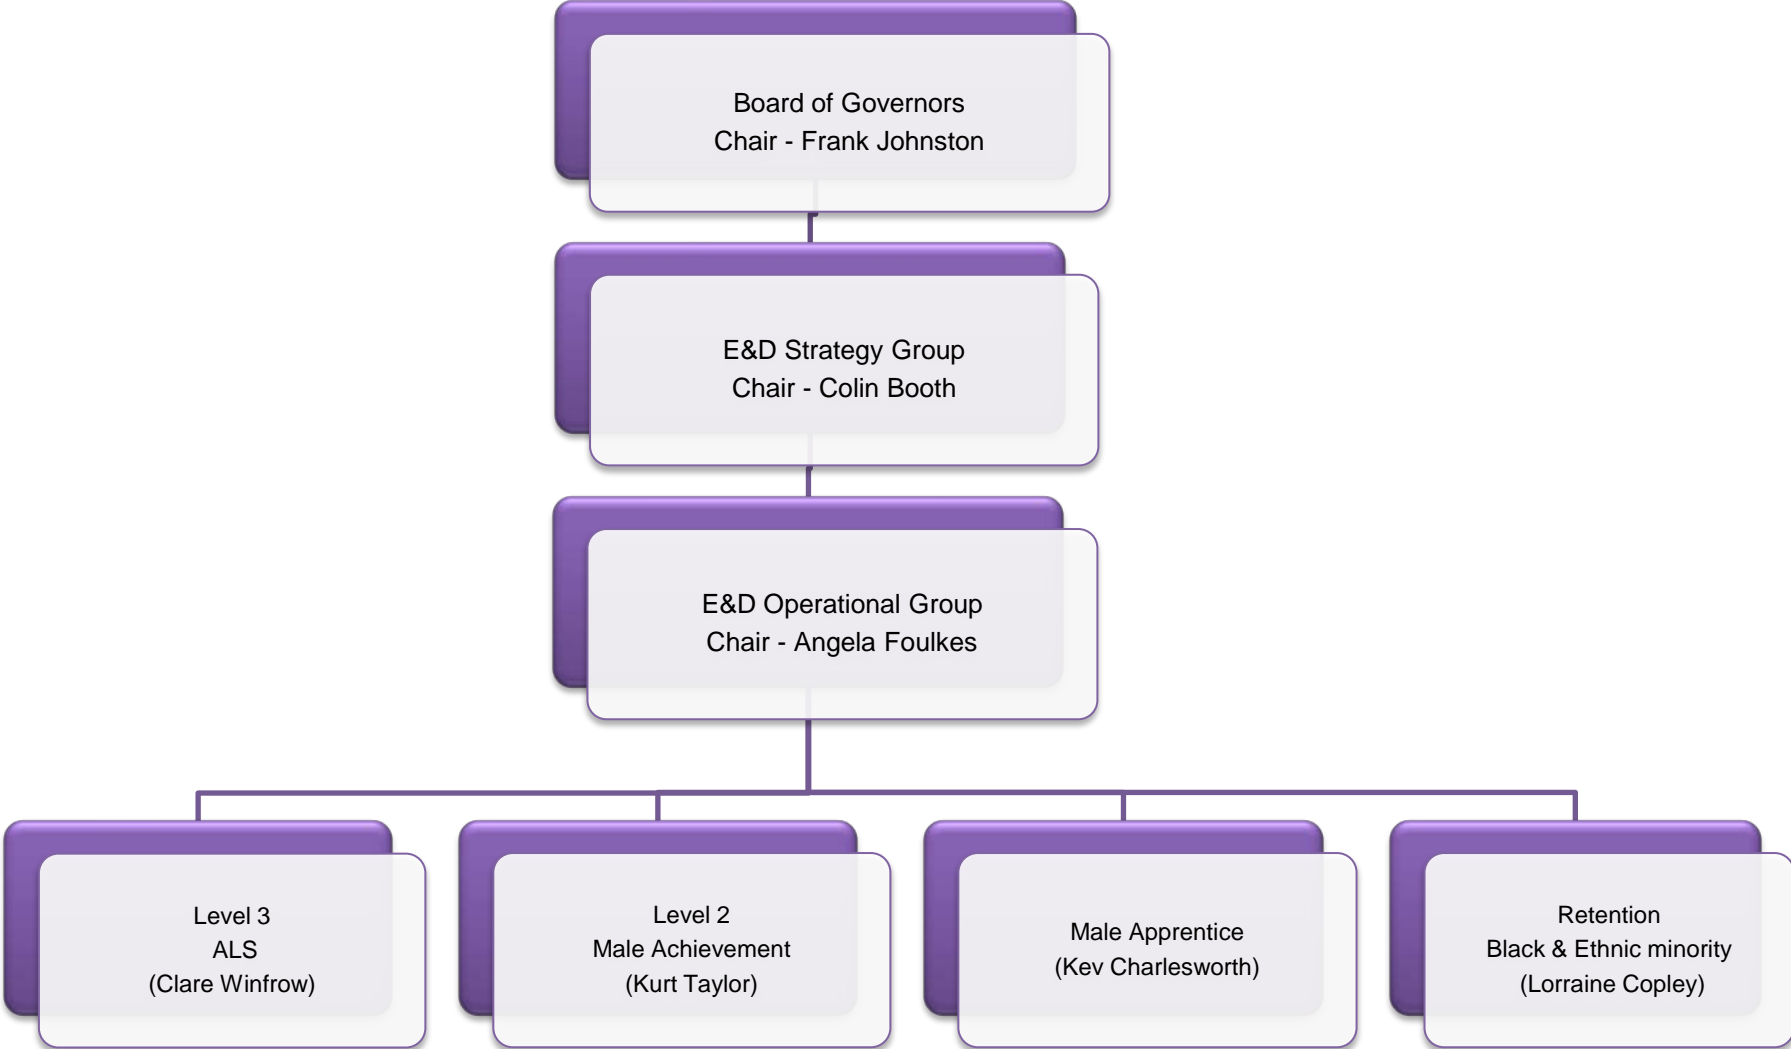 Board of Governors
Chair - Frank Johnston
E&D Strategy Group
Chair - Colin Booth
E&D Operational Group
Chair - Angela Foulkes
Level 3
ALS
(Clare Winfrow)
Level 2
Male Achievement
(Kurt Taylor)
Male Apprentice
(Kev Charlesworth)
Retention
Black & Ethnic minority
(Lorraine Copley)